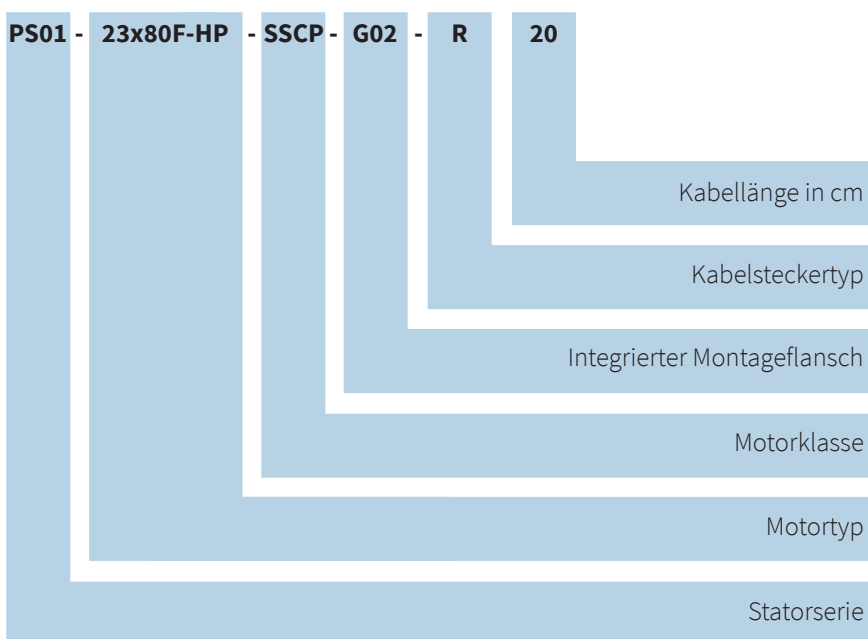 PS01 - 23x80F-HP - SSCP - G02 - R 20
Kabellänge in cm
Kabelsteckertyp
Integrierter Montageflansch
Motorklasse
Motortyp
Statorserie